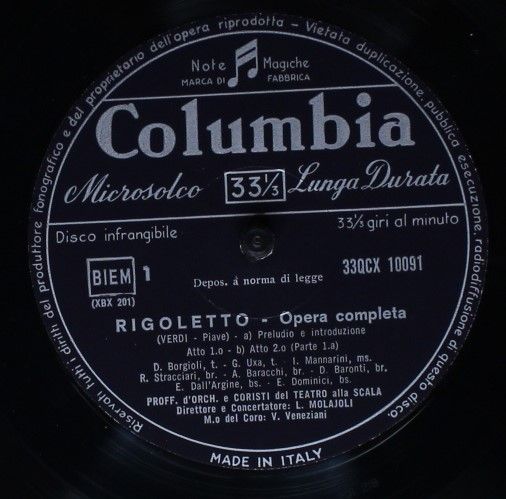 Riservati tutti i diritti del produttore fonografico e del proprietario dell'opera riprodotta - Vietata duplicazione, pubblica esecuzione, radiodiffusione di questo disco.
Note Magiche
MARCA DI FABBRICA
Columbia
Microsolco 33⅓ Lunga Durata
Disco infrangibile 33⅓ giri al minuto
BIEM 1 Depos. à norma di legge 33QCX 10091
(XBX 201)
RIGOLETTO - Opera completa
(VERDI - Piave) - a) Preludio e introduzione
Atto 1.o - b) Atto 2.o (Parte 1.a)
D. Borgioli, t. - G. Uxa, t. - I. Mannarini, ms.
R. Stracciari, br. - A. Baracchi, br. - D. Baronti, br.
E. Dall'Argine, bs. - E. Dominici, bs.
PROFF. d'ORCH. e CORISTI del TEATRO alla SCALA
Direttore e Concertatore: L. MOLAJOLI
M.o del Coro: V. Veneziani
MADE IN ITALY